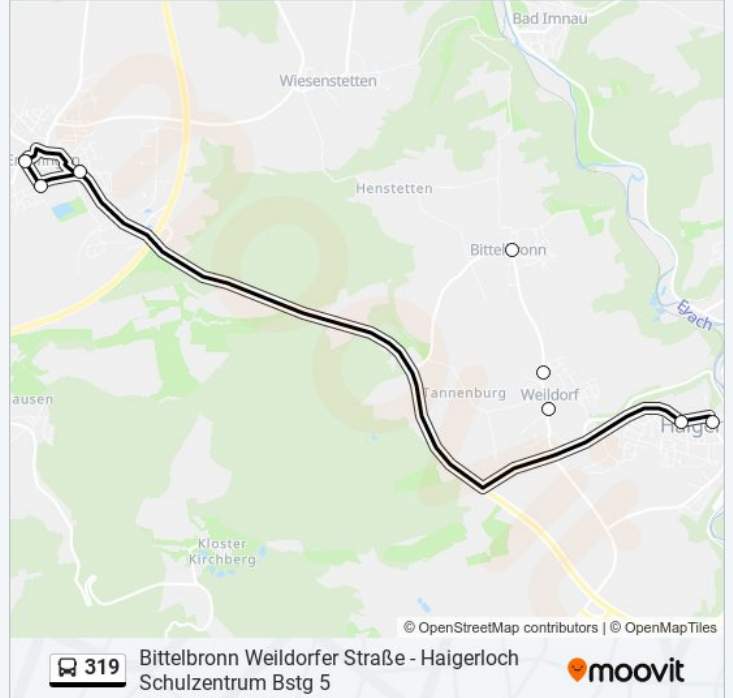 Bad Imnau
Wiesenstetten
Henstetten
Bittelbronn
Eyach
Tannenburg
Weildorf
ausen
Haiger
Kloster
Kirchberg
© OpenStreetMap contributors | © OpenMapTiles
319
Bittelbronn Weildorfer Straße - Haigerloch
Schulzentrum Bstg 5
moovit